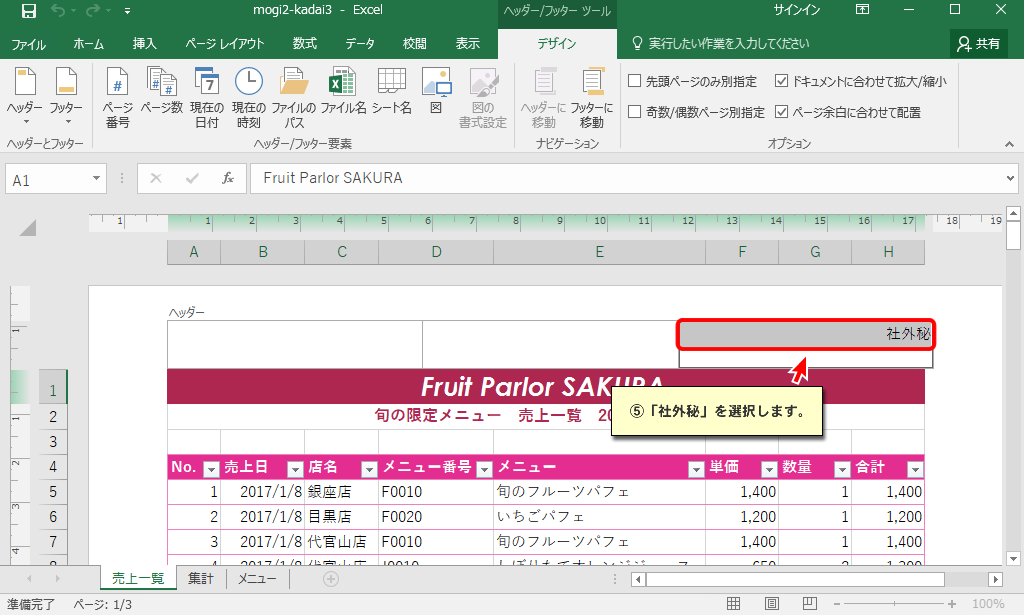 mogi2-kadai3 - Excel
ヘッダー/フッター ツール
サインイン
ファイル ホーム 挿入 ページ レイアウト 数式 データ 校閲 表示 デザイン 実行したい作業を入力してください 共有
ヘッダー フッター ページ番号 ページ数 現在の日付 現在の時刻 ファイルのパス ファイル名 シート名 図 図の書式設定 ヘッダーに移動 フッターに移動
先頭ページのみ別指定 ドキュメントに合わせて拡大/縮小
奇数/偶数ページ別指定 ページ余白に合わせて配置
ヘッダーとフッター ヘッダー/フッター要素 ナビゲーション オプション
A1 fx Fruit Parlor SAKURA
1 1 2 3 4 5 6 7 8 9 10 11 12 13 14 15 16 17 18 19
A B C D E F G H
ヘッダー
社外秘
1 Fruit Parlor SAKURA
⑤「社外秘」を選択します。
2 旬の限定メニュー 売上一覧
3
4 No. 売上日 店名 メニュー番号 メニュー 単価 数量 合計
5 1 2017/1/8 銀座店 F0010 旬のフルーツパフェ 1,400 1 1,400
6 2 2017/1/8 目黒店 F0020 いちごパフェ 1,200 1 1,200
7 3 2017/1/8 代官山店 F0010 旬のフルーツパフェ 1,400 1 1,400
売上一覧 集計 メニュー
準備完了 ページ: 1/3 100%